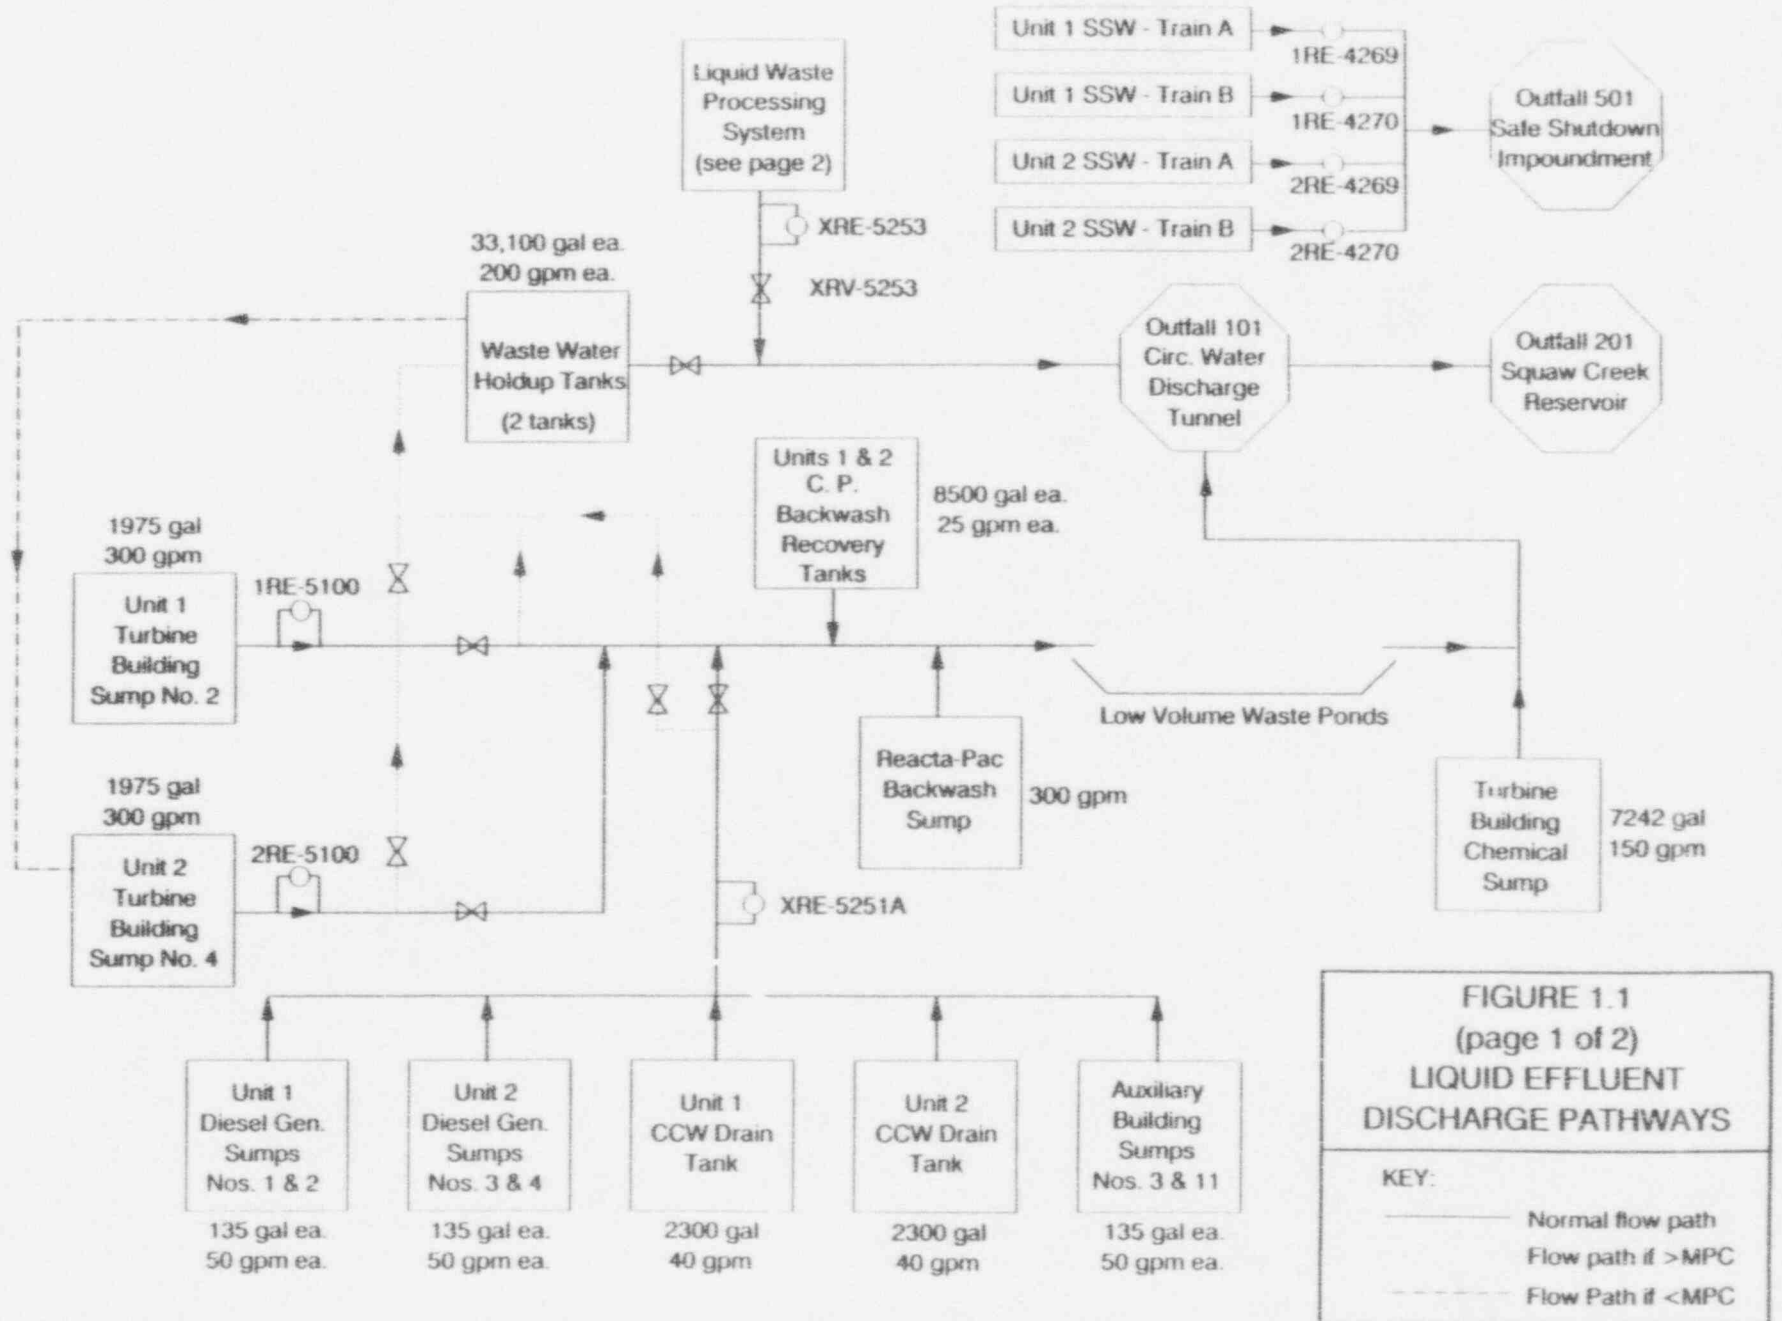 Unit 1 SSW - Train A
1RE-4269
Unit 1 SSW - Train B
1RE-4270
Unit 2 SSW - Train A
2RE-4269
Unit 2 SSW - Train B
2RE-4270
Outfall 501
Safe Shutdown
Impoundment
Liquid Waste
Processing
System
(see page 2)
XRE-5253
XRV-5253
33,100 gal ea.
200 gpm ea.
Waste Water
Holdup Tanks
(2 tanks)
Outfall 101
Circ. Water
Discharge
Tunnel
Outfall 201
Squaw Creek
Reservoir
Units 1 & 2
C. P.
Backwash
Recovery
Tanks
8500 gal ea.
25 gpm ea.
1975 gal
300 gpm
Unit 1
Turbine
Building
Sump No. 2
1RE-5100
1975 gal
300 gpm
Unit 2
Turbine
Building
Sump No. 4
2RE-5100
Reacta-Pac
Backwash
Sump
300 gpm
Low Volume Waste Ponds
Turbine
Building
Chemical
Sump
7242 gal
150 gpm
XRE-5251A
Unit 1
Diesel Gen.
Sumps
Nos. 1 & 2
135 gal ea.
50 gpm ea.
Unit 2
Diesel Gen.
Sumps
Nos. 3 & 4
135 gal ea.
50 gpm ea.
Unit 1
CCW Drain
Tank
2300 gal
40 gpm
Unit 2
CCW Drain
Tank
2300 gal
40 gpm
Auxiliary
Building
Sumps
Nos. 3 & 11
135 gal ea.
50 gpm ea.
FIGURE 1.1
(page 1 of 2)
LIQUID EFFLUENT
DISCHARGE PATHWAYS
KEY:
Normal flow path
Flow path if >MPC
Flow Path if <MPC